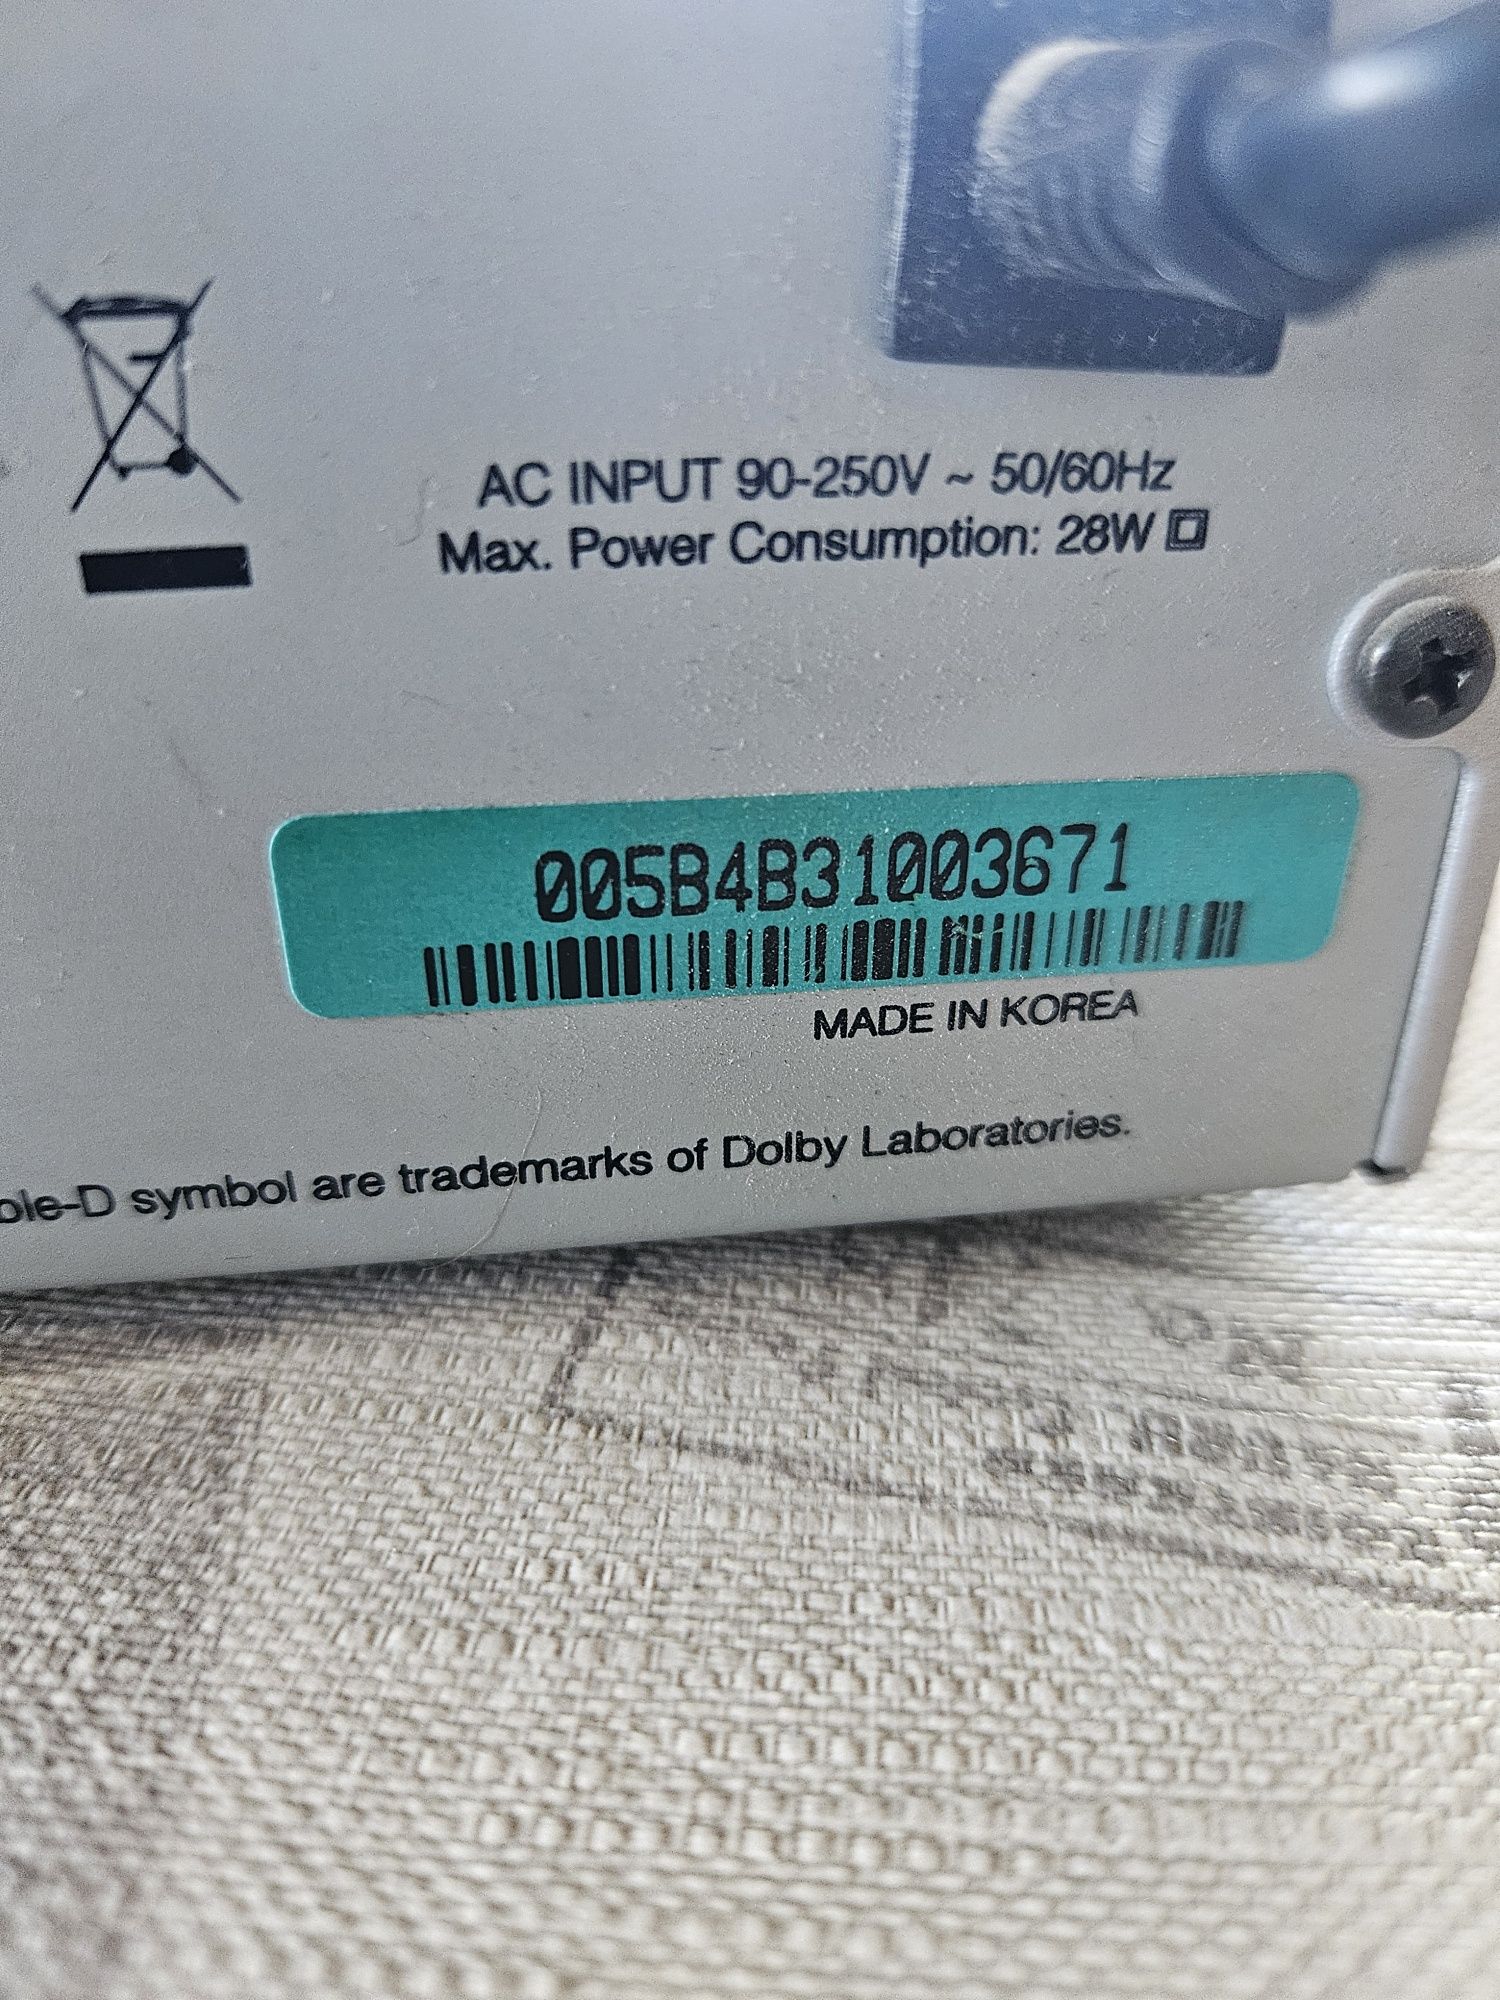 AC INPUT 90-250V ~ 50/60Hz
Max. Power Consumption: 28W
005B4B31003671
MADE IN KOREA
ole-D symbol are trademarks of Dolby Laboratories.